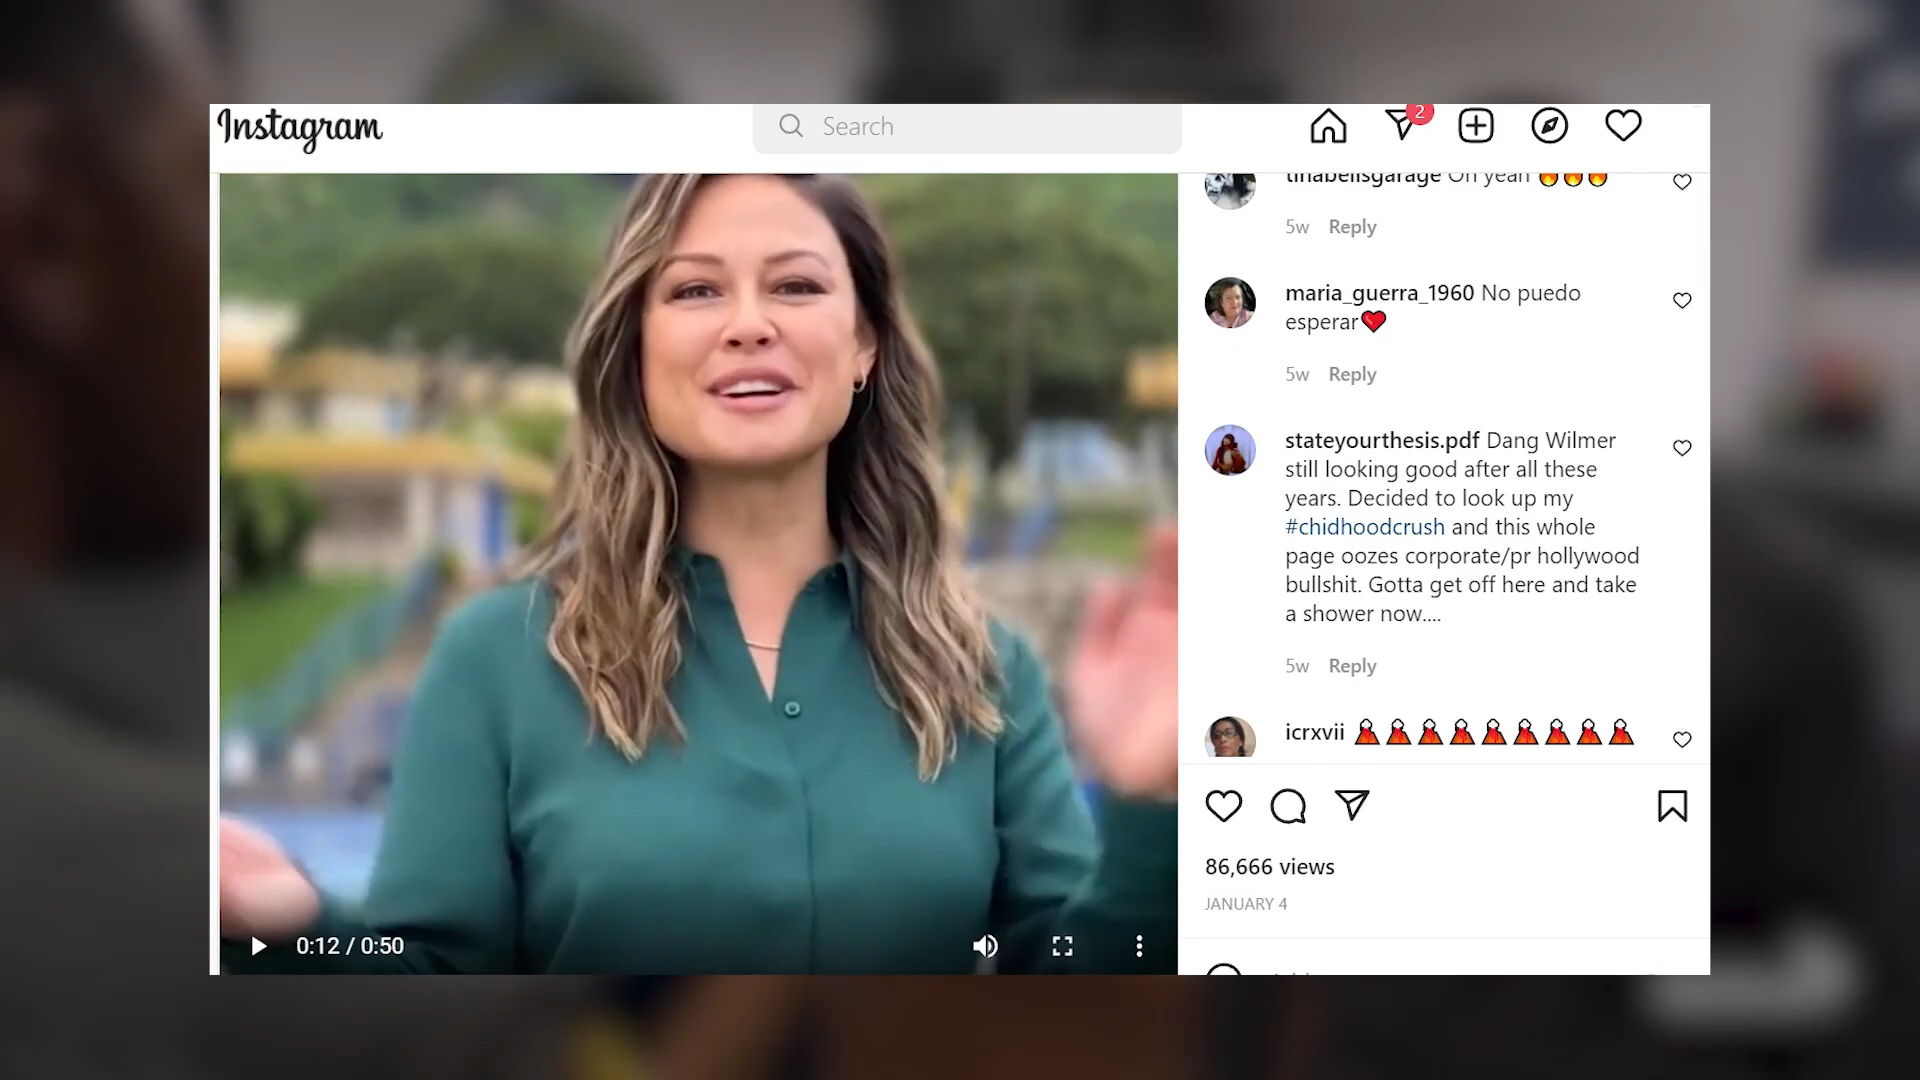 Instagram
Search
2
tinabellsgarage Oh yeah 🔥🔥🔥
5w Reply
maria_guerra_1960 No puedo
esperar❤️
5w Reply
stateyourthesis.pdf Dang Wilmer
still looking good after all these
years. Decided to look up my
#chidhoodcrush and this whole
page oozes corporate/pr hollywood
bullshit. Gotta get off here and take
a shower now....
5w Reply
icrxvii 🌋🌋🌋🌋🌋🌋🌋🌋🌋
86,666 views
JANUARY 4
0:12 / 0:50